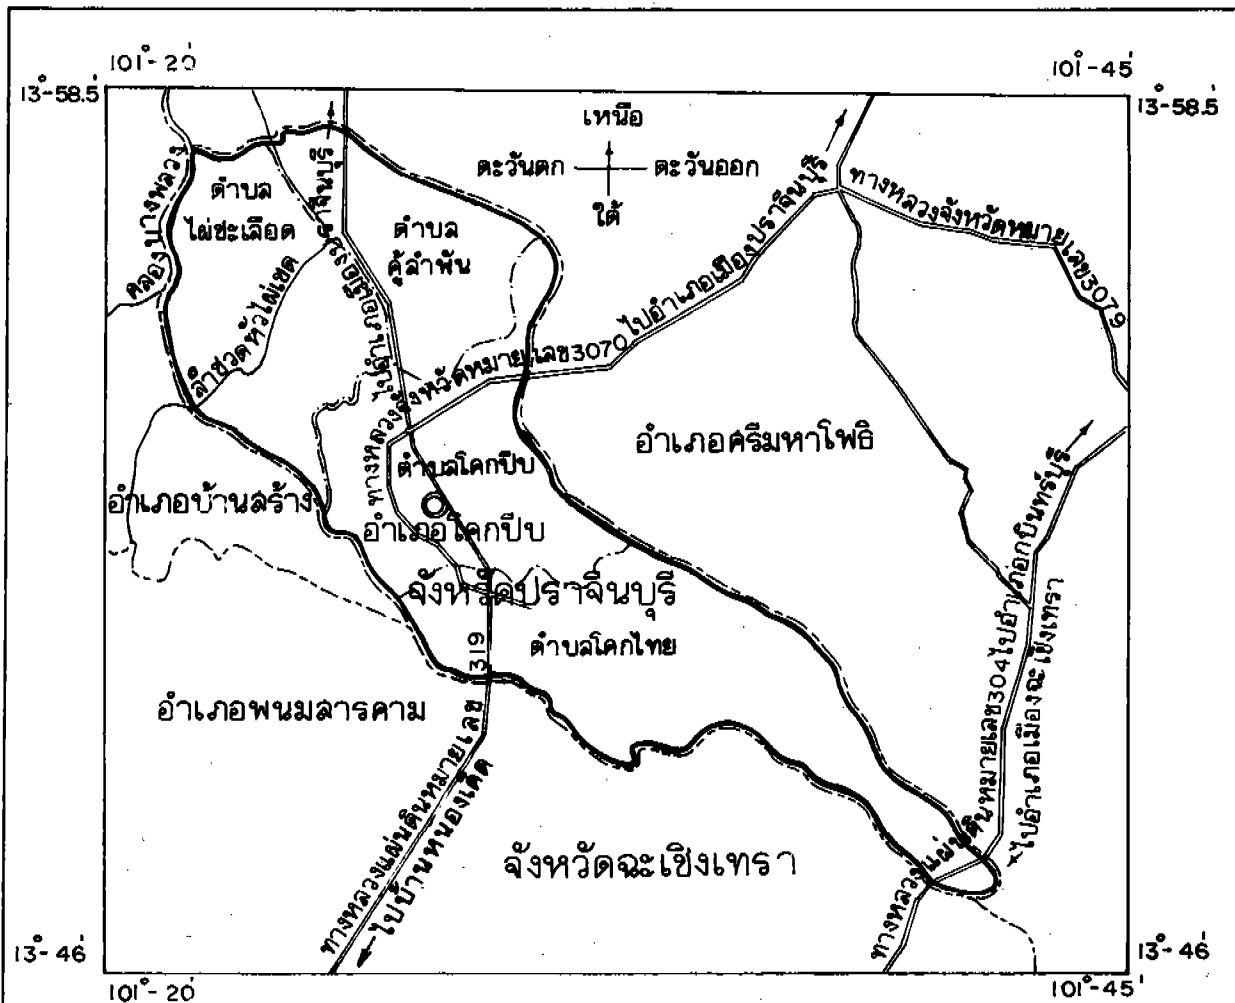 101°-20' 101°-45'
13°-58.5' 13°-58.5'
เหนือ
ตะวันตก ตะวันออก
ใต้
คลองบางพลวง
ตำบล
ไผ่ชะเลือด
ตำบล
คู้ลำพัน
ลำชวดหัวไผ่เขต
ทางหลวงจังหวัดหมายเลข3070 ไปอำเภอเมืองปราจีนบุรี
ทางหลวงจังหวัดหมายเลข3079
อำเภอศรีมหาโพธิ
ตำบลโคกปีบ
อำเภอบ้านสร้าง
อำเภอโคกปีบ
จังหวัดปราจีนบุรี
ตำบลโคกไทย
อำเภอพนมสารคาม
ทางหลวงแผ่นดินหมายเลข 319
ไปบ้านหนองเค็ด
จังหวัดฉะเชิงเทรา
ทางหลวงแผ่นดินหมายเลข304 ไปอำเภอกบินทร์บุรี
ไปอำเภอเมืองฉะเชิงเทรา
13°-46' 13°-46'
101°-20' 101°-45'